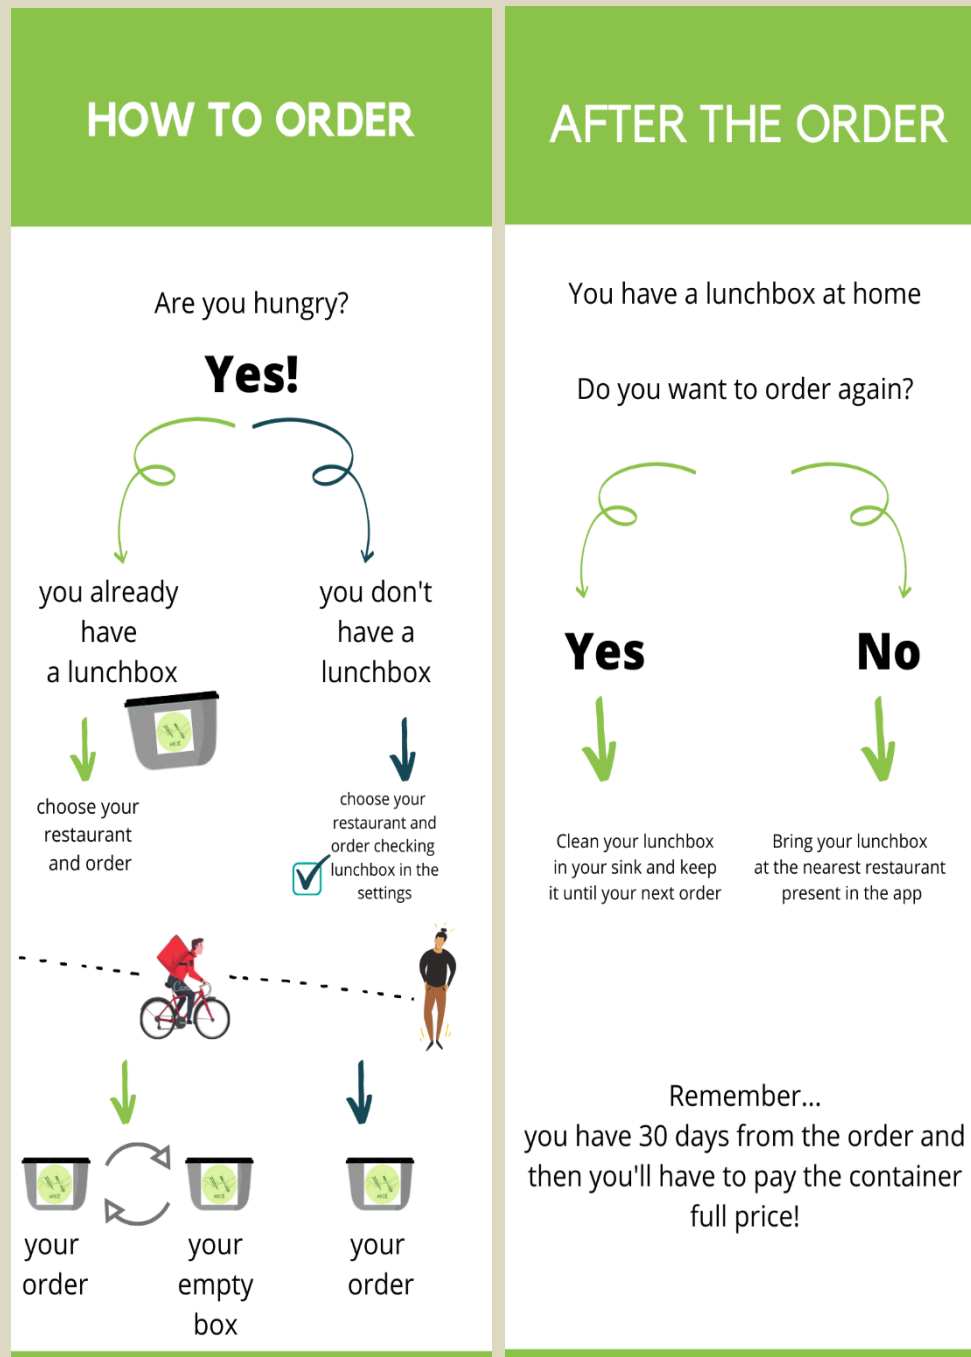 HOW TO ORDER
Are you hungry?
Yes!
you already
have
a lunchbox
you don't
have a
lunchbox
choose your
restaurant
and order
choose your
restaurant and
order checking
lunchbox in the
settings
your
order
your
empty
box
your
order
AFTER THE ORDER
You have a lunchbox at home
Do you want to order again?
Yes
No
Clean your lunchbox
in your sink and keep
it until your next order
Bring your lunchbox
at the nearest restaurant
present in the app
Remember...
you have 30 days from the order and
then you'll have to pay the container
full price!